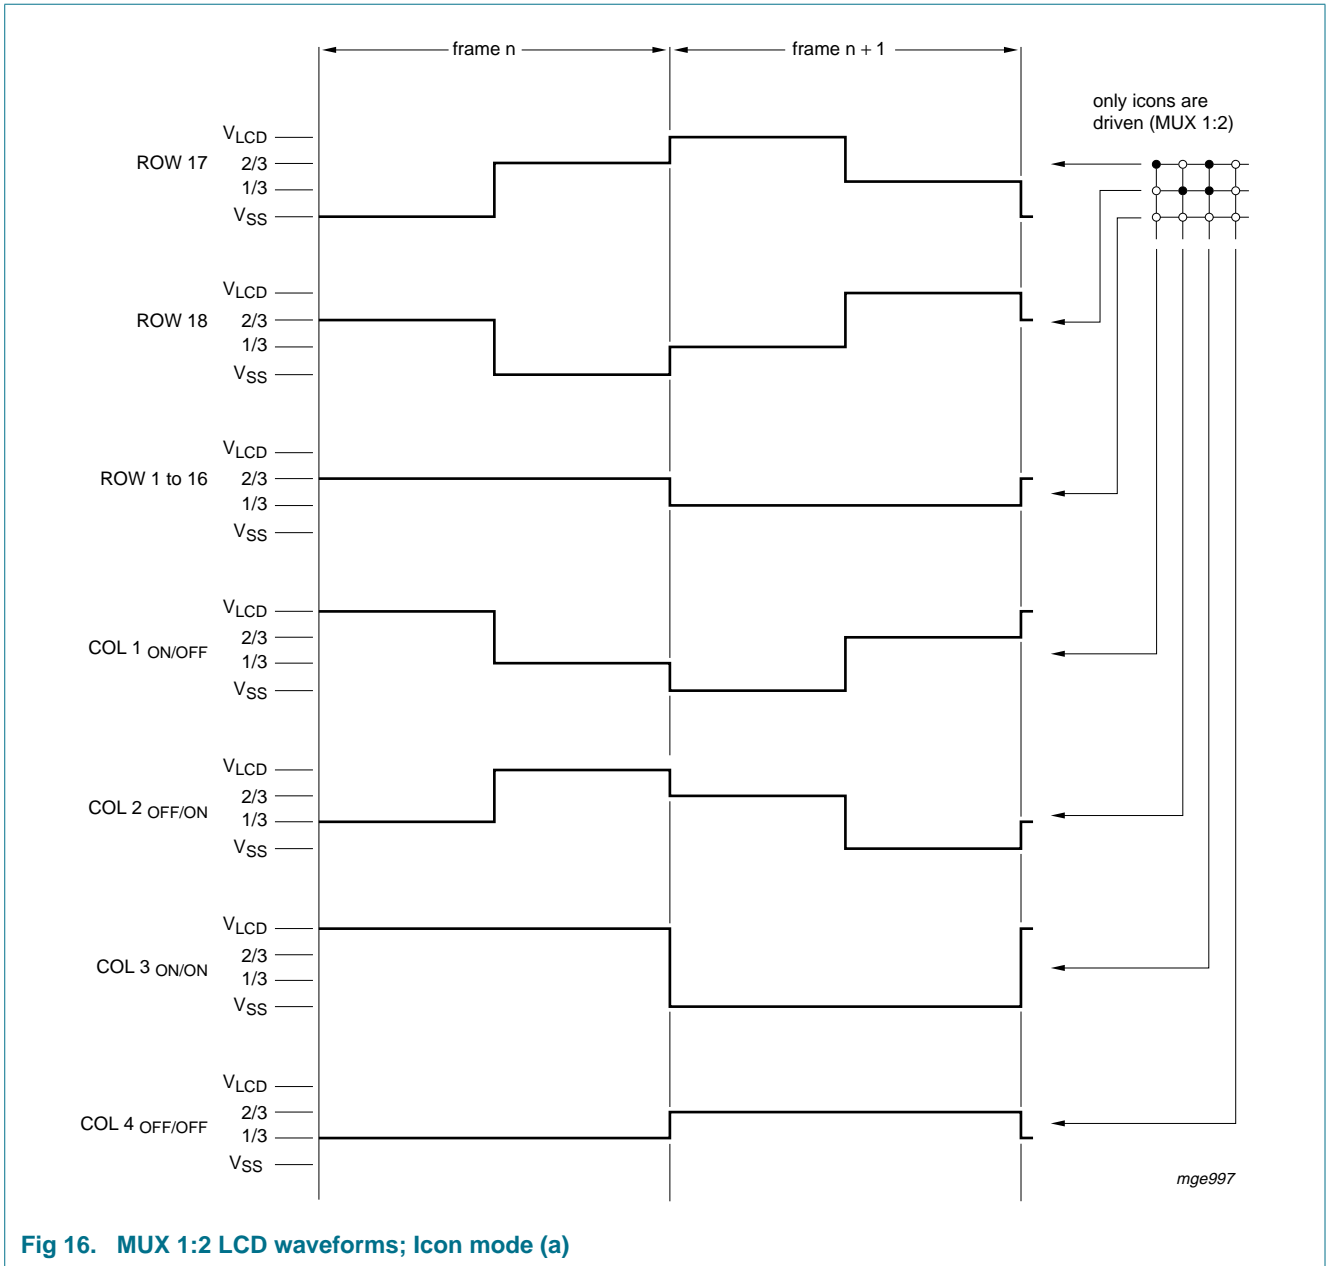 frame n
frame n + 1
only icons are
driven (MUX 1:2)
ROW 17
VLCD
2/3
1/3
VSS
ROW 18
VLCD
2/3
1/3
VSS
ROW 1 to 16
VLCD
2/3
1/3
VSS
COL 1 ON/OFF
VLCD
2/3
1/3
VSS
COL 2 OFF/ON
VLCD
2/3
1/3
VSS
COL 3 ON/ON
VLCD
2/3
1/3
VSS
COL 4 OFF/OFF
VLCD
2/3
1/3
VSS
mge997
Fig 16. MUX 1:2 LCD waveforms; Icon mode (a)